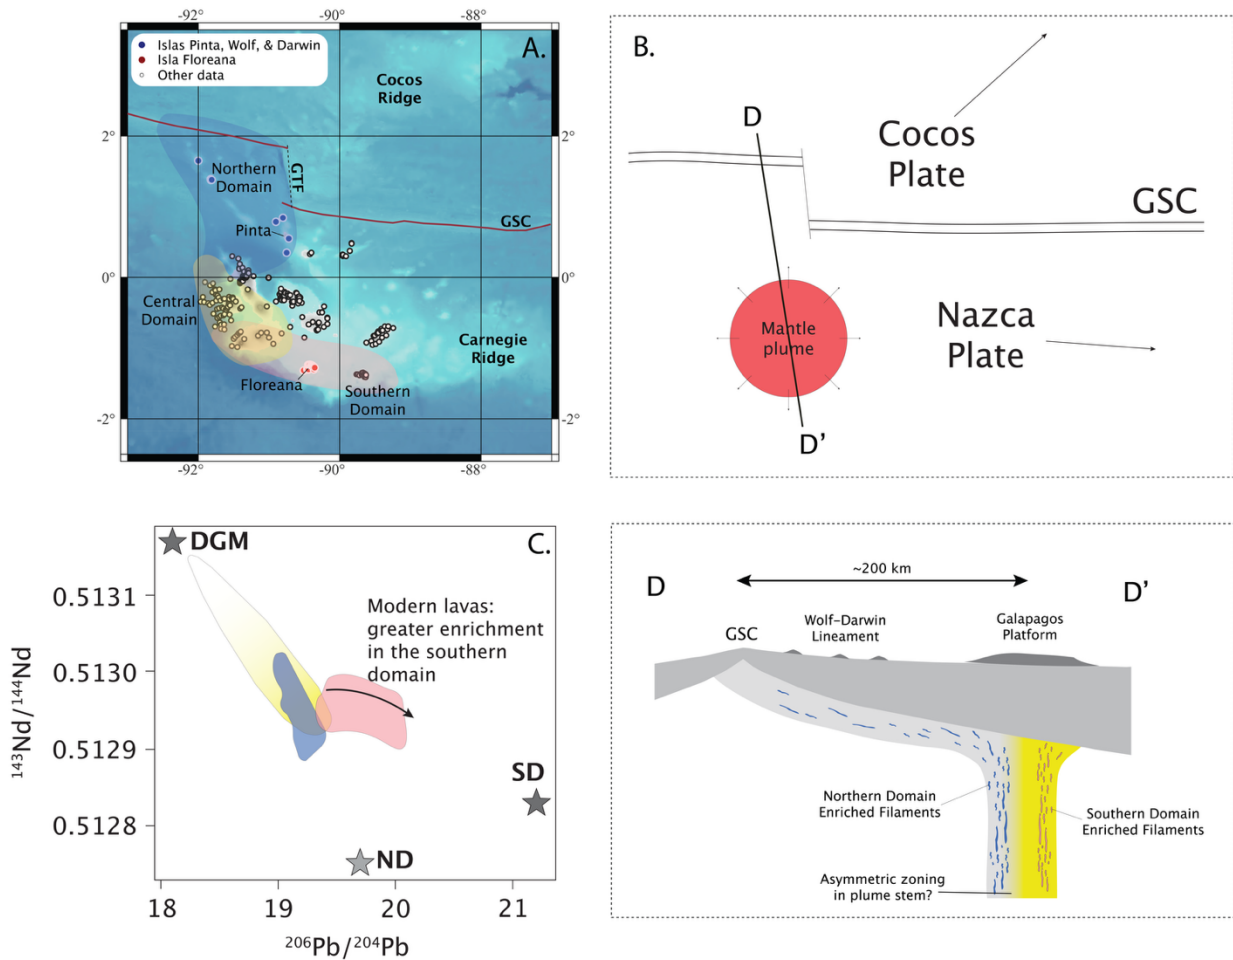 -92°
-90°
-88°
A.
Islas Pinta, Wolf, & Darwin
Isla Floreana
Other data
Cocos
Ridge
2°
2°
Northern
Domain
GTF
Pinta
GSC
0°
0°
Central
Domain
Carnegie
Ridge
Floreana
Southern
Domain
-2°
-2°
-92°
-90°
-88°
B.
D
Cocos
Plate
GSC
Mantle
plume
Nazca
Plate
D'
C.
DGM
Modern lavas:
greater enrichment
in the southern
domain
SD
ND
0.5131
0.5130
0.5129
0.5128
¹⁴³Nd/¹⁴⁴Nd
18
19
20
21
²⁰⁶Pb/²⁰⁴Pb
D
~200 km
D'
GSC
Wolf-Darwin
Lineament
Galapagos
Platform
Northern Domain
Enriched Filaments
Southern Domain
Enriched Filaments
Asymmetric zoning
in plume stem?